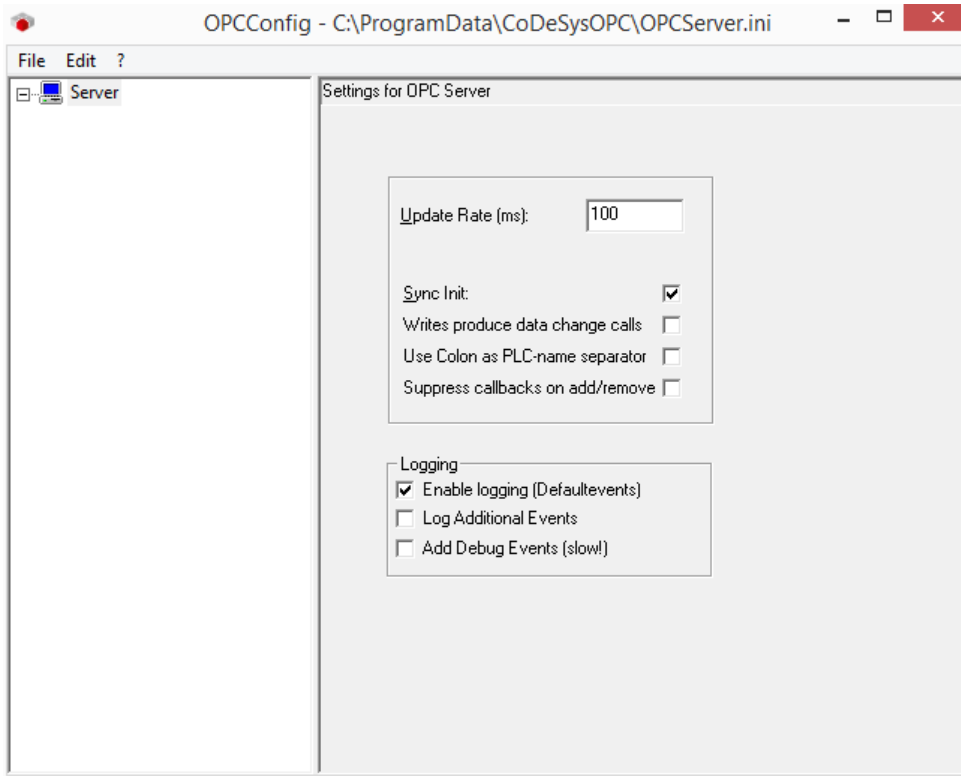 OPCConfig - C:\ProgramData\CoDeSysOPC\OPCServer.ini
File Edit ?
Server
Settings for OPC Server
Update Rate (ms): 100
Sync Init:
Writes produce data change calls
Use Colon as PLC-name separator
Suppress callbacks on add/remove
Logging
Enable logging (Defaultevents)
Log Additional Events
Add Debug Events (slow!)